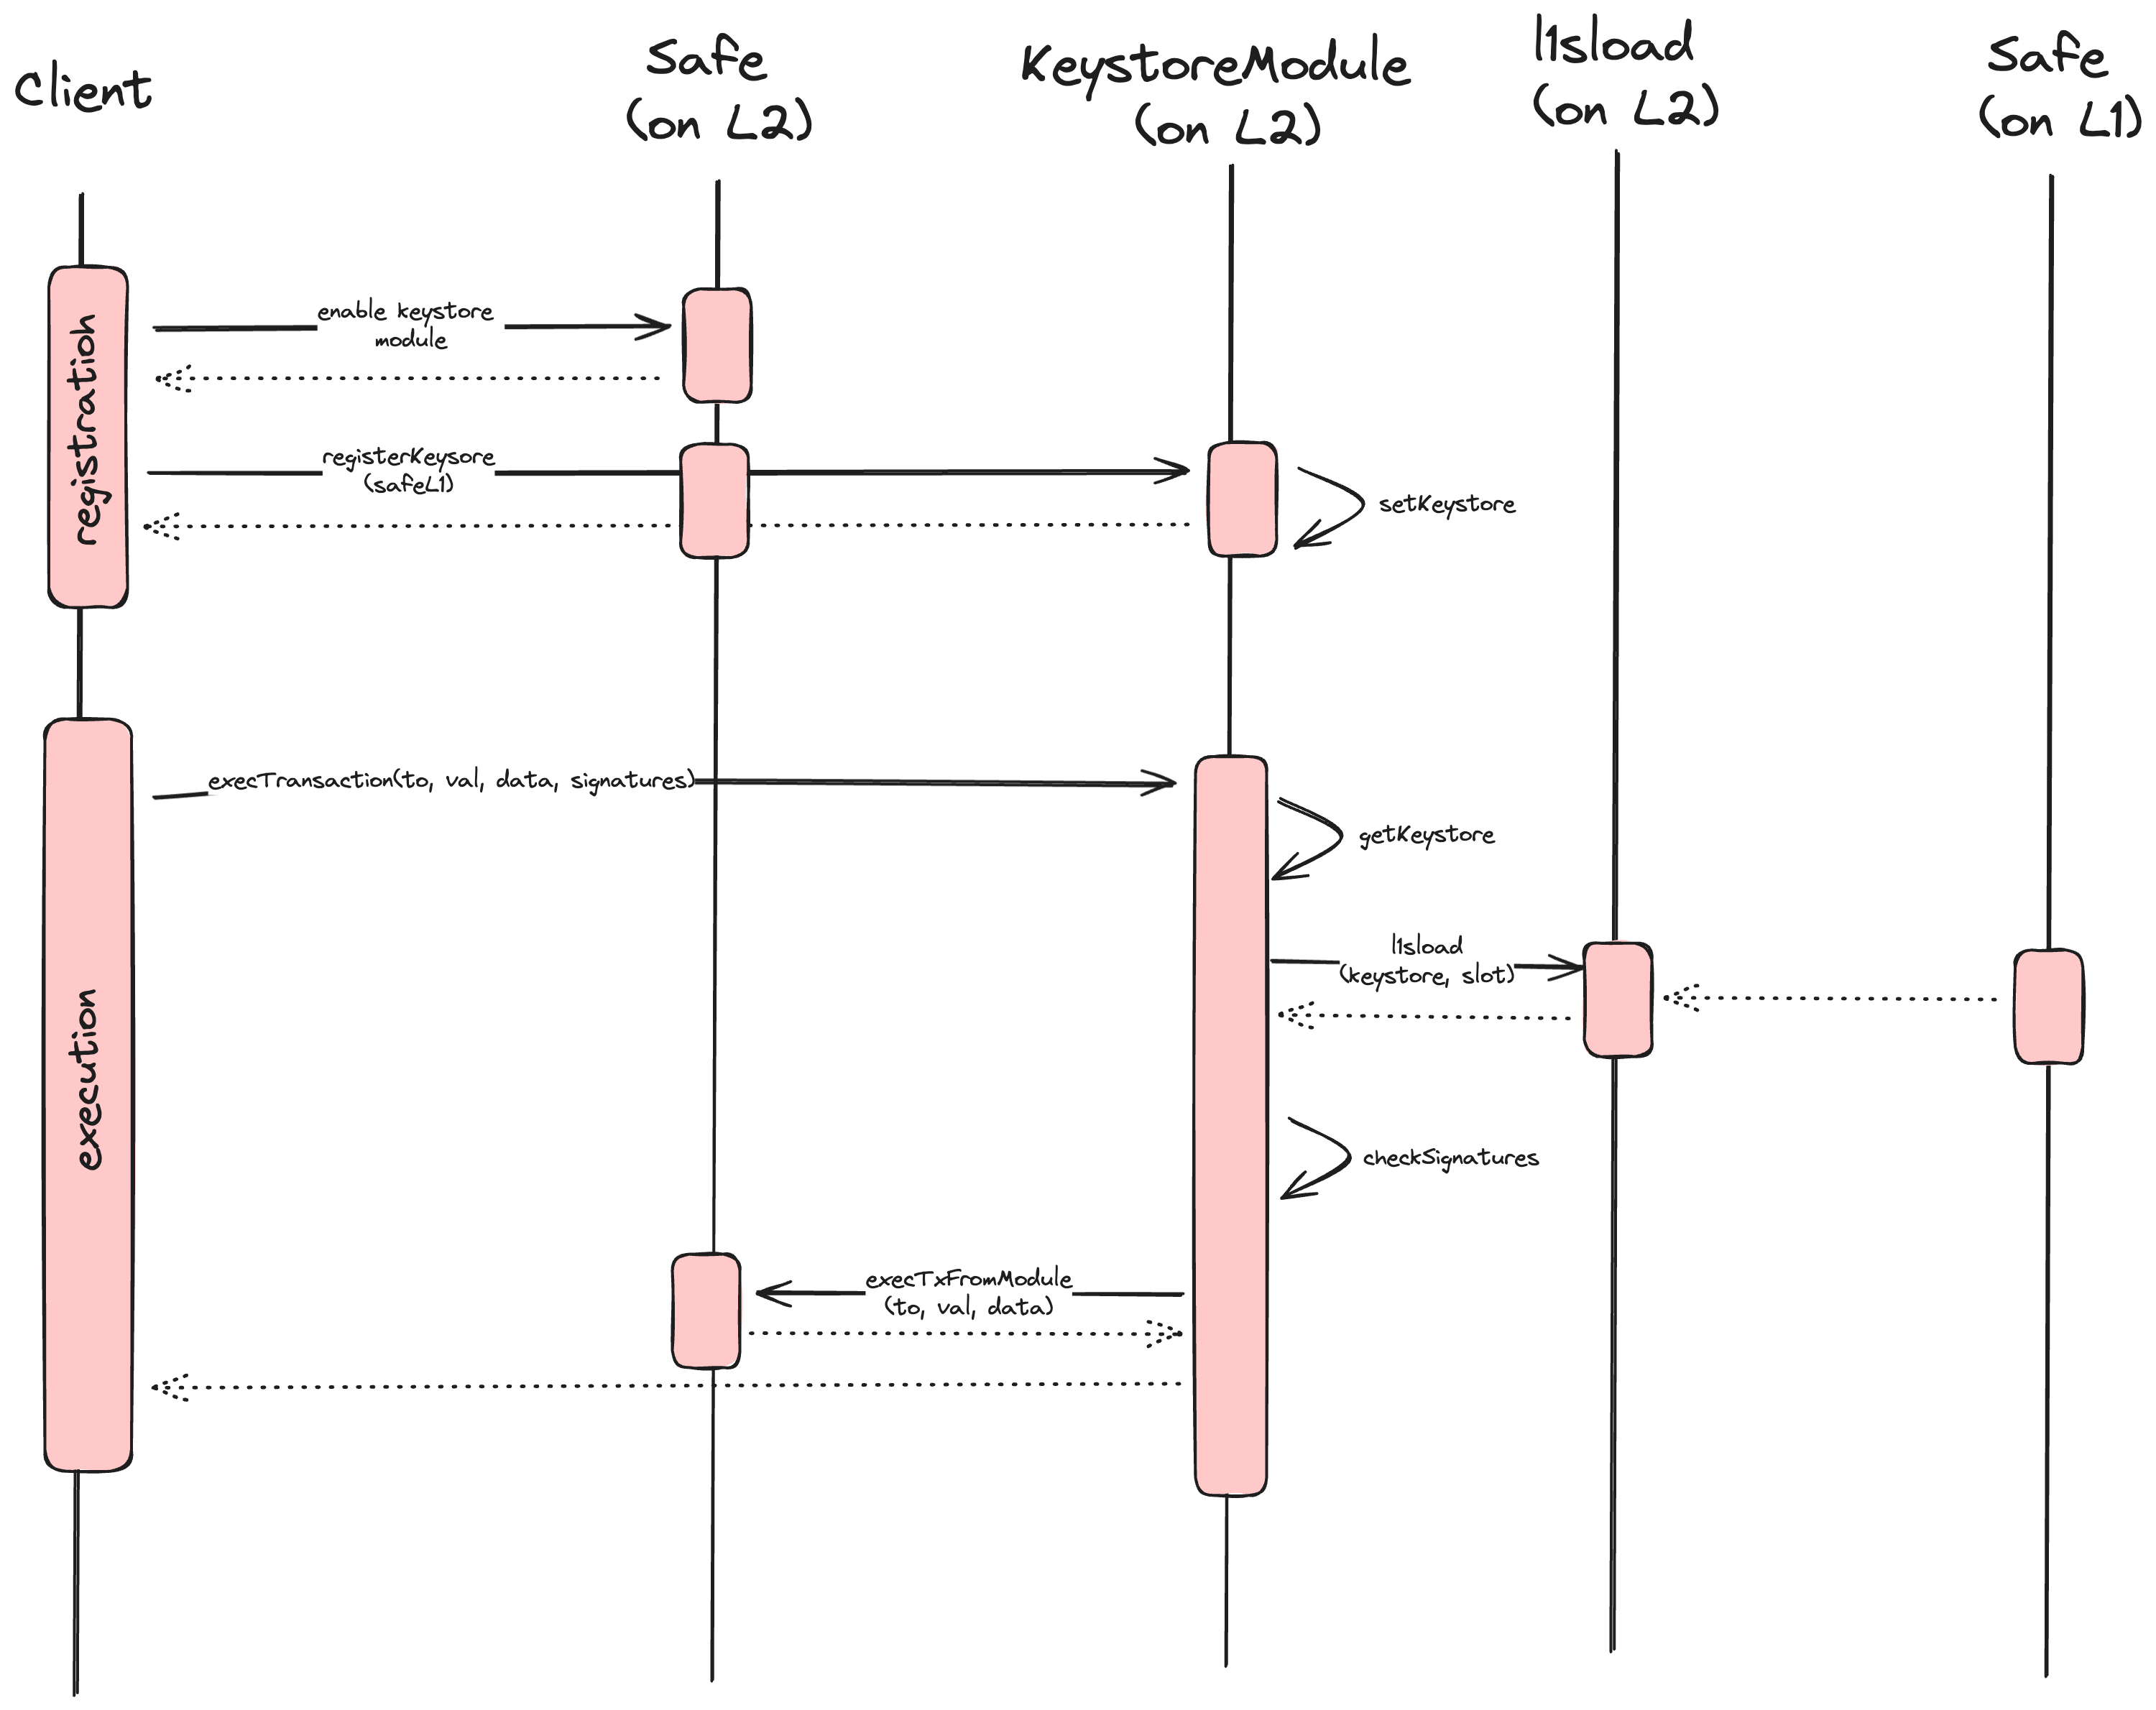 client
Safe
(on L2)
KeystoreModule
(on L2)
l1sload
(on L2)
Safe
(on L1)
registration
enable keystore
module
registerKeysore
(safeL1)
setKeystore
execution
execTransaction(to, val, data, signatures)
getKeystore
l1sload
(keystore, slot)
checkSignatures
execTxFromModule
(to, val, data)